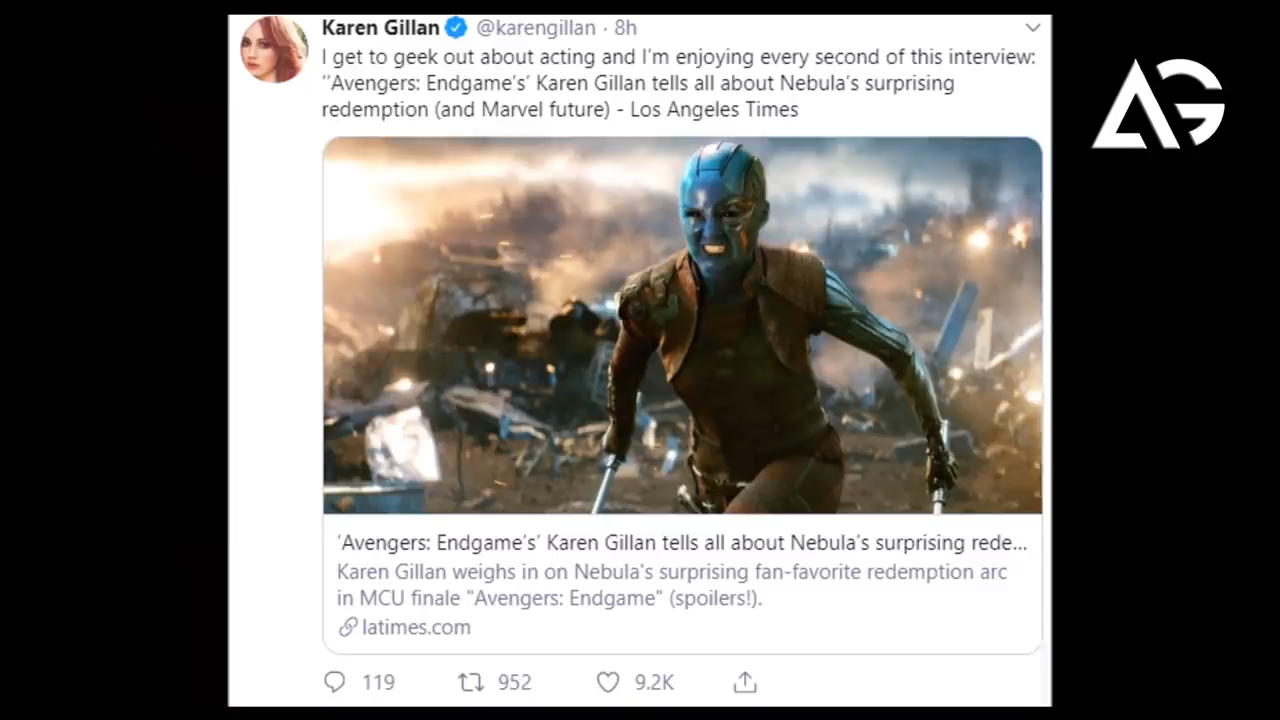 Karen Gillan @karengillan · 8h
I get to geek out about acting and I'm enjoying every second of this interview:
"Avengers: Endgame's' Karen Gillan tells all about Nebula's surprising
redemption (and Marvel future) - Los Angeles Times
AG
'Avengers: Endgame's' Karen Gillan tells all about Nebula's surprising rede...
Karen Gillan weighs in on Nebula's surprising fan-favorite redemption arc
in MCU finale "Avengers: Endgame" (spoilers!).
latimes.com
119 952 9.2K